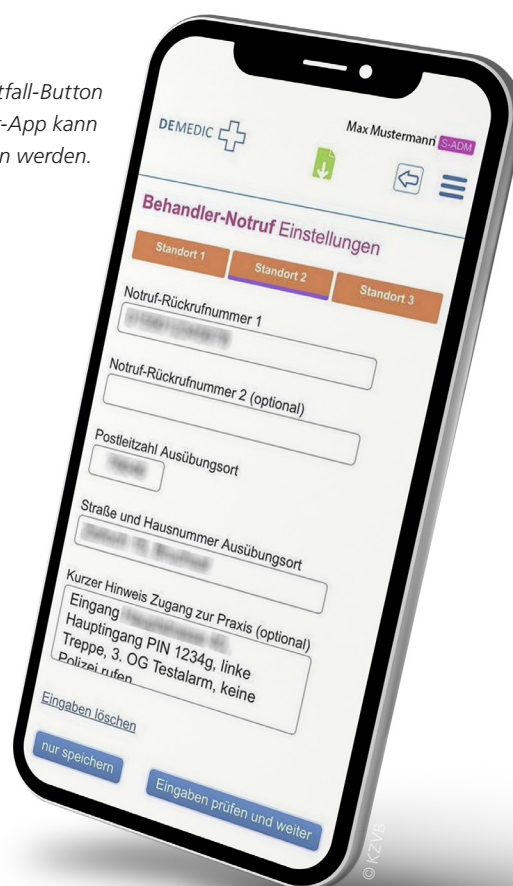 tfall-Button
-App kann
n werden.
DEMEDIC
Max Mustermann S-ADM
Behandler-Notruf Einstellungen
Standort 1
Standort 2
Standort 3
Notruf-Rückrufnummer 1
Notruf-Rückrufnummer 2 (optional)
Postleitzahl Ausübungsort
Straße und Hausnummer Ausübungsort
Kurzer Hinweis Zugang zur Praxis (optional)
Eingang
Hauptingang PIN 1234g, linke
Treppe, 3. OG Testalarm, keine
Polizei rufen
Eingaben löschen
nur speichern
Eingaben prüfen und weiter
© KZVB